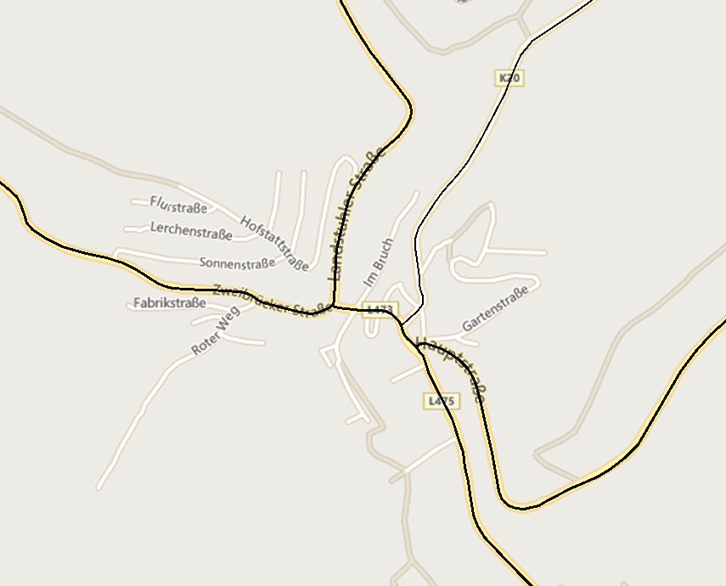 K20
Landstuhler Straße
Flurstraße
Hofstattstraße
Lerchenstraße
Im Bruch
Sonnenstraße
Zweibrücker Straße
Fabrikstraße
L473
Gartenstraße
Roter Weg
Hauptstraße
L475